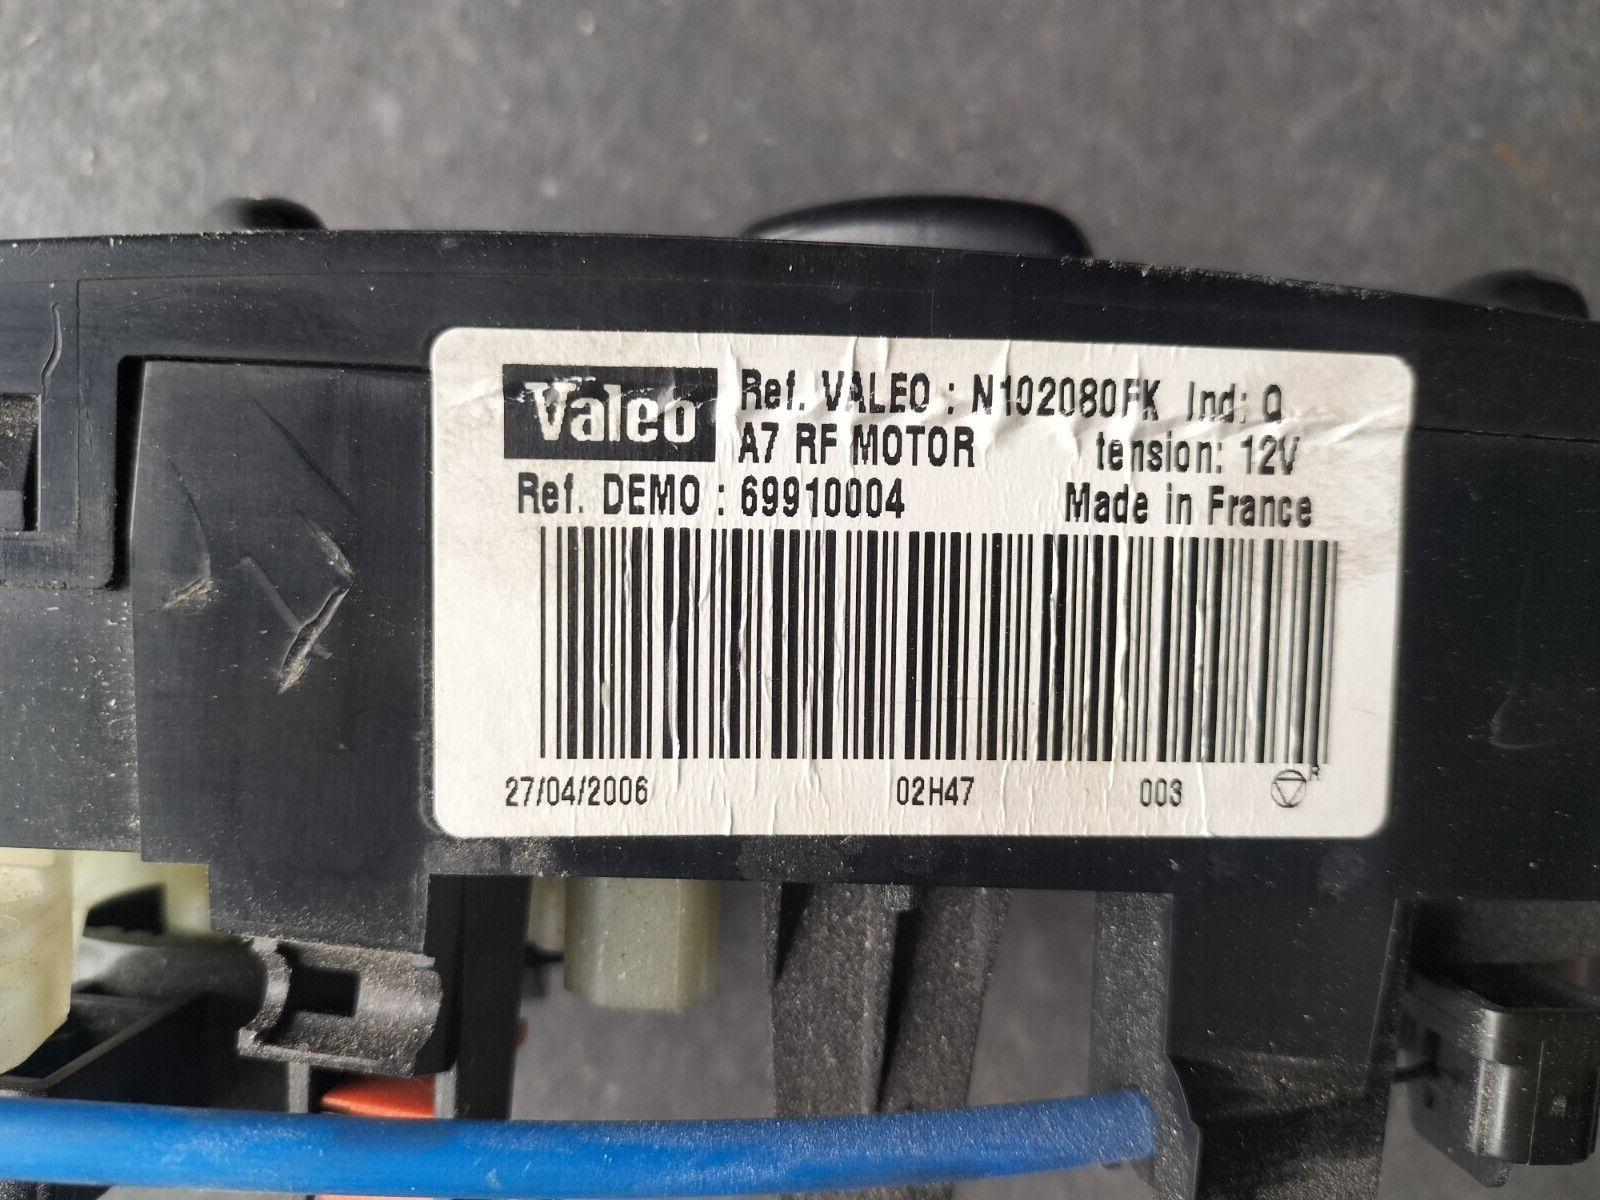 Valeo
Ref. VALEO : N102080FK Ind: Q
A7 RF MOTOR tension: 12V
Ref. DEMO : 69910004 Made in France
27/04/2006 02H47 003 R